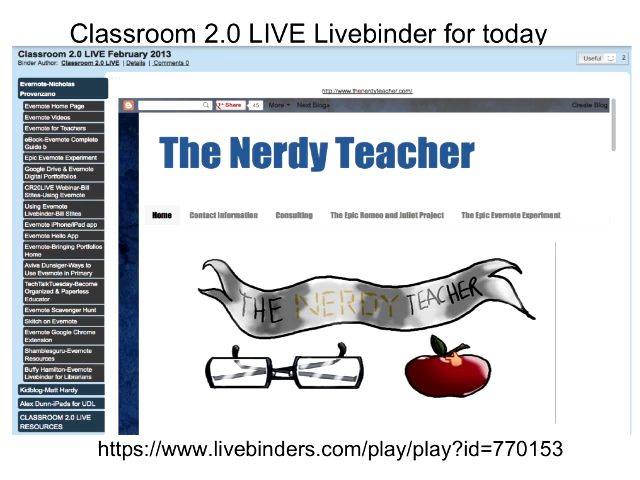 Classroom 2.0 LIVE Livebinder for today
Classroom 2.0 LIVE February 2013
Binder Author: Classroom 2.0 LIVE | Details | Comments 0
Useful
2
Evernote-Nicholas
Provenzano
Evernote Home Page
Evernote Videos
Evernote for Teachers
eBook-Evernote Complete
Guide b
Epic Evernote Experiment
Google Drive & Evernote
Digital Portfolfolios
CR20LIVE Webinar-Bill
Stites-Using Evernote
Using Evernote
Livebinder-Bill Stites
Evernote iPhone/iPad app
Evernote Hello App
Evernote-Bringing Portfolios
Home
Aviva Dunsiger-Ways to
Use Evernote in Primary
TechTalkTuesday-Become
Organized & Paperless
Educator
Evernote Scavenger Hunt
Skitch on Evernote
Evernote Google Chrome
Extension
Shamblesguru-Evernote
Resources
Buffy Hamilton-Evernote
Livebinder for Librarians
Kidblog-Matt Hardy
Alex Dunn-iPads for UDL
CLASSROOM 2.0 LIVE
RESOURCES
http://www.thenerdyteacher.com/
Share
45
More
Next Blog»
Create Blog
The Nerdy Teacher
Home
Contact Information
Consulting
The Epic Romeo and Juliet Project
The Epic Evernote Experiment
THE NERDY TEACHER
https://www.livebinders.com/play/play?id=770153